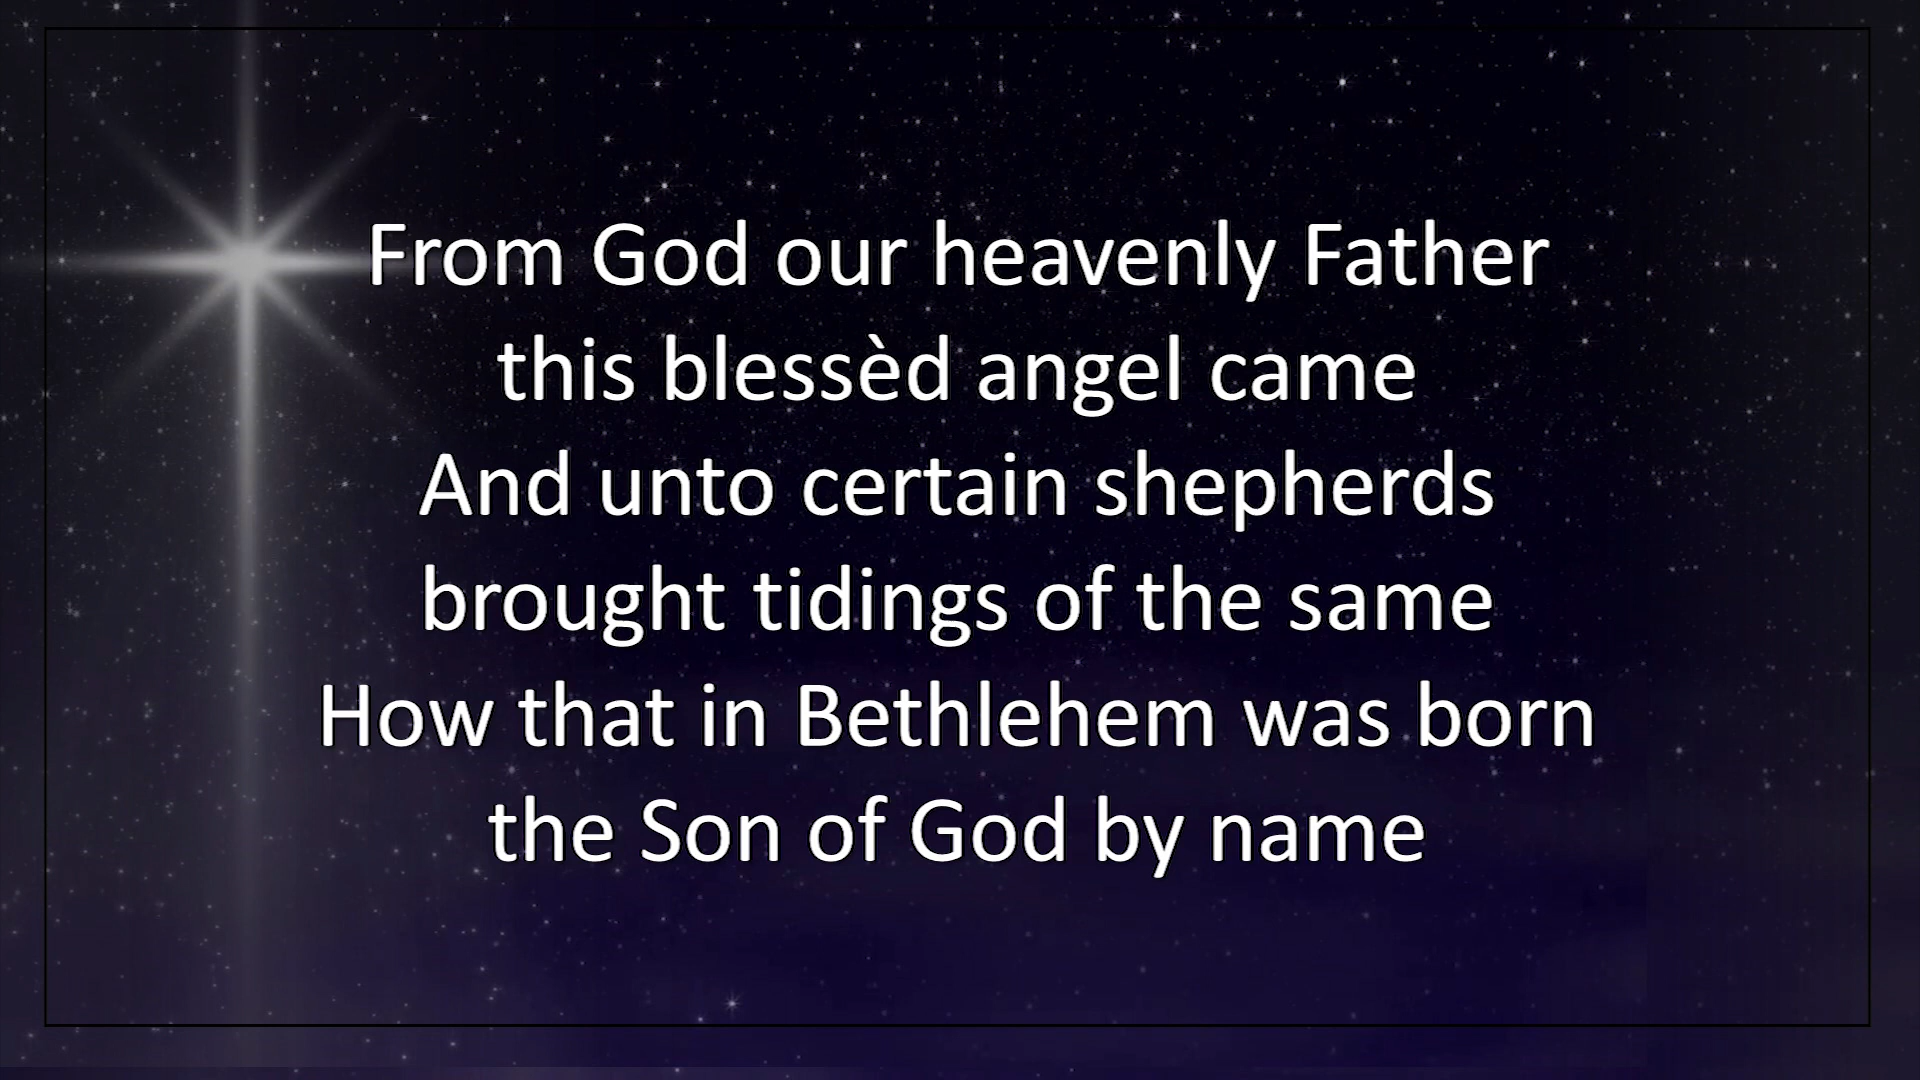 From God our heavenly Father
this blessèd angel came
And unto certain shepherds
brought tidings of the same
How that in Bethlehem was born
the Son of God by name